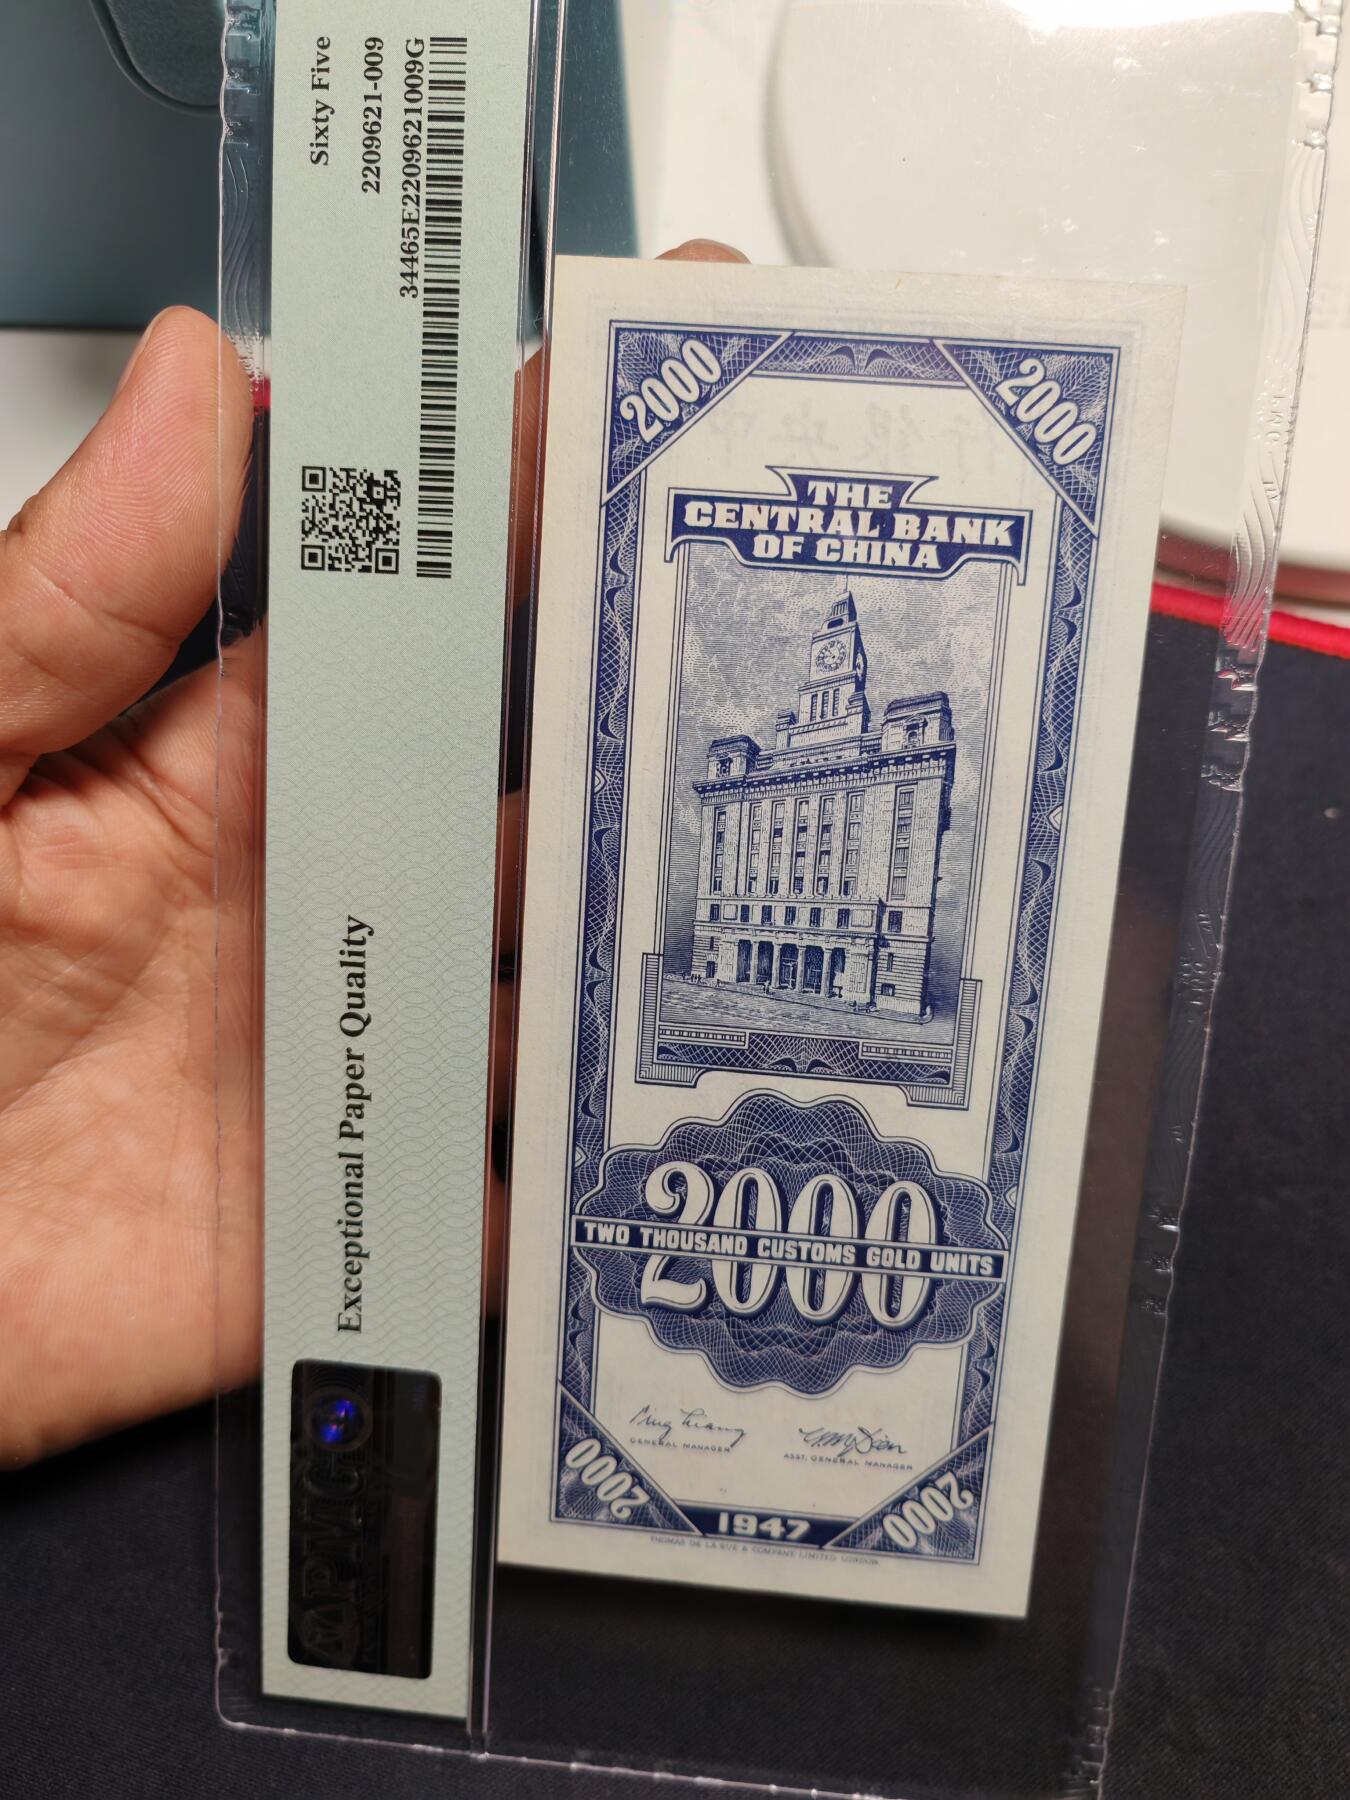 Sixty Five
2209621-009
34465E2209621009G
Exceptional Paper Quality
PMG
2000
2000
THE
CENTRAL BANK
OF CHINA
2000
TWO THOUSAND CUSTOMS GOLD UNITS
GENERAL MANAGER
ASST. GENERAL MANAGER
2000
2000
1947
THOMAS DE LA RUE & COMPANY, LIMITED, LONDON